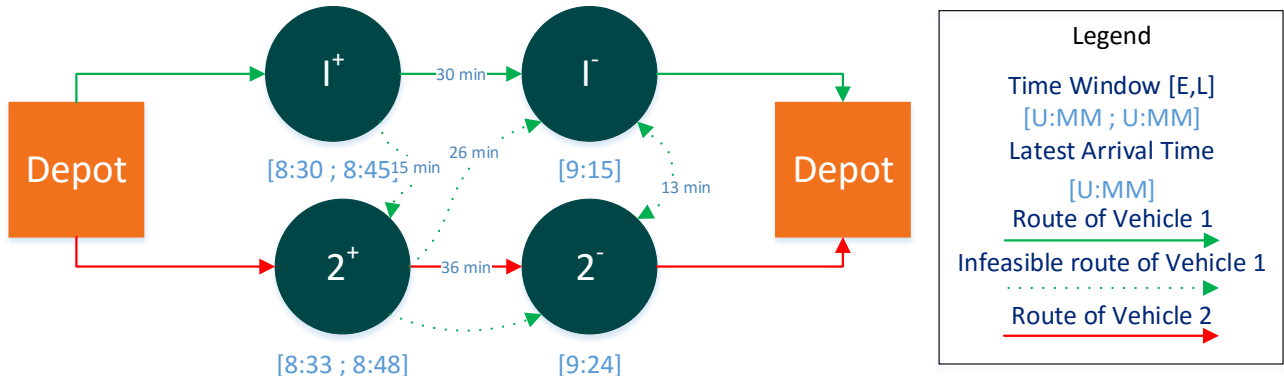 Depot
I+
30 min
I-
Depot
[8:30 ; 8:45]
15 min
26 min
[9:15]
13 min
2+
36 min
2-
[8:33 ; 8:48]
[9:24]
Legend
Time Window [E,L]
[U:MM ; U:MM]
Latest Arrival Time
[U:MM]
Route of Vehicle 1
Infeasible route of Vehicle 1
Route of Vehicle 2